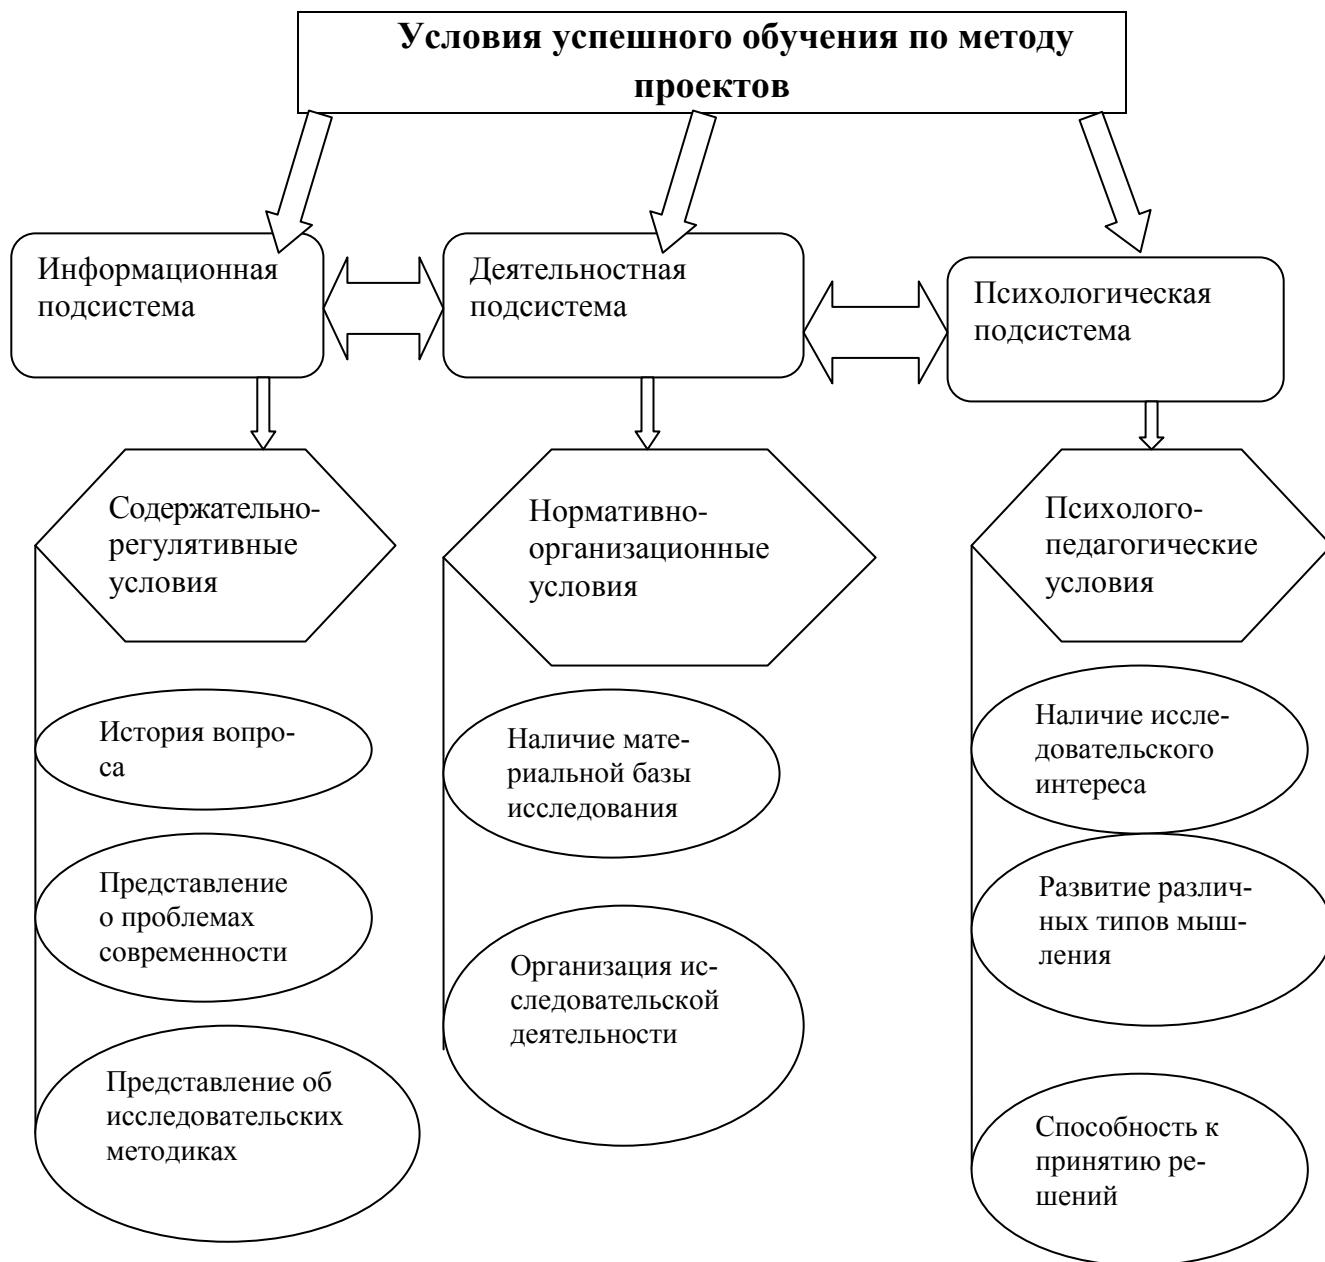 Условия успешного обучения по методу
проектов
Информационная
подсистема
Деятельностная
подсистема
Психологическая
подсистема
Содержательно-
регулятивные
условия
Нормативно-
организационные
условия
Психолого-
педагогические
условия
История вопро-
са
Представление
о проблемах
современности
Представление об
исследовательских
методиках
Наличие мате-
риальной базы
исследования
Организация ис-
следовательской
деятельности
Наличие иссле-
довательского
интереса
Развитие различ-
ных типов мыш-
ления
Способность к
принятию ре-
шений